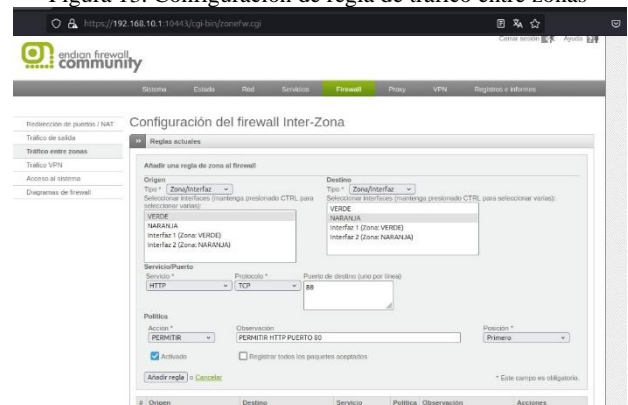 Figura 13. Configuración de regla de tráfico entre zonas
https://192.168.10.1:10443/cgi-bin/zonefw.cgi
Cerrar sesión Ayuda
endian firewall
community
Sistema Estado Red Servicios Firewall Proxy VPN Registros e informes
Redirección de puertos / NAT
Tráfico de salida
Tráfico entre zonas
Tráfico VPN
Acceso al sistema
Diagramas de firewall
Configuración del firewall Inter-Zona
Reglas actuales
Añadir una regla de zona al firewall
Origen Destino
Tipo * Zona/Interfaz Tipo * Zona/Interfaz
Seleccionar interfaces (mantenga presionado CTRL para seleccionar varias):
VERDE
NARANJA
Interfaz 1 (Zona: VERDE)
Interfaz 2 (Zona: NARANJA)
Seleccionar interfaces (mantenga presionado CTRL para seleccionar varias):
VERDE
NARANJA
Interfaz 1 (Zona: VERDE)
Interfaz 2 (Zona: NARANJA)
Servicio/Puerto
Servicio * Protocolo * Puerto de destino (uno por línea)
HTTP TCP 80
Política
Acción * Observación Posición *
PERMITIR PERMITIR HTTP PUERTO 80 Primero
Activado Registrar todos los paquetes aceptados
Añadir regla o Cancelar * Este campo es obligatorio.
# Origen Destino Servicio Política Observación Acciones